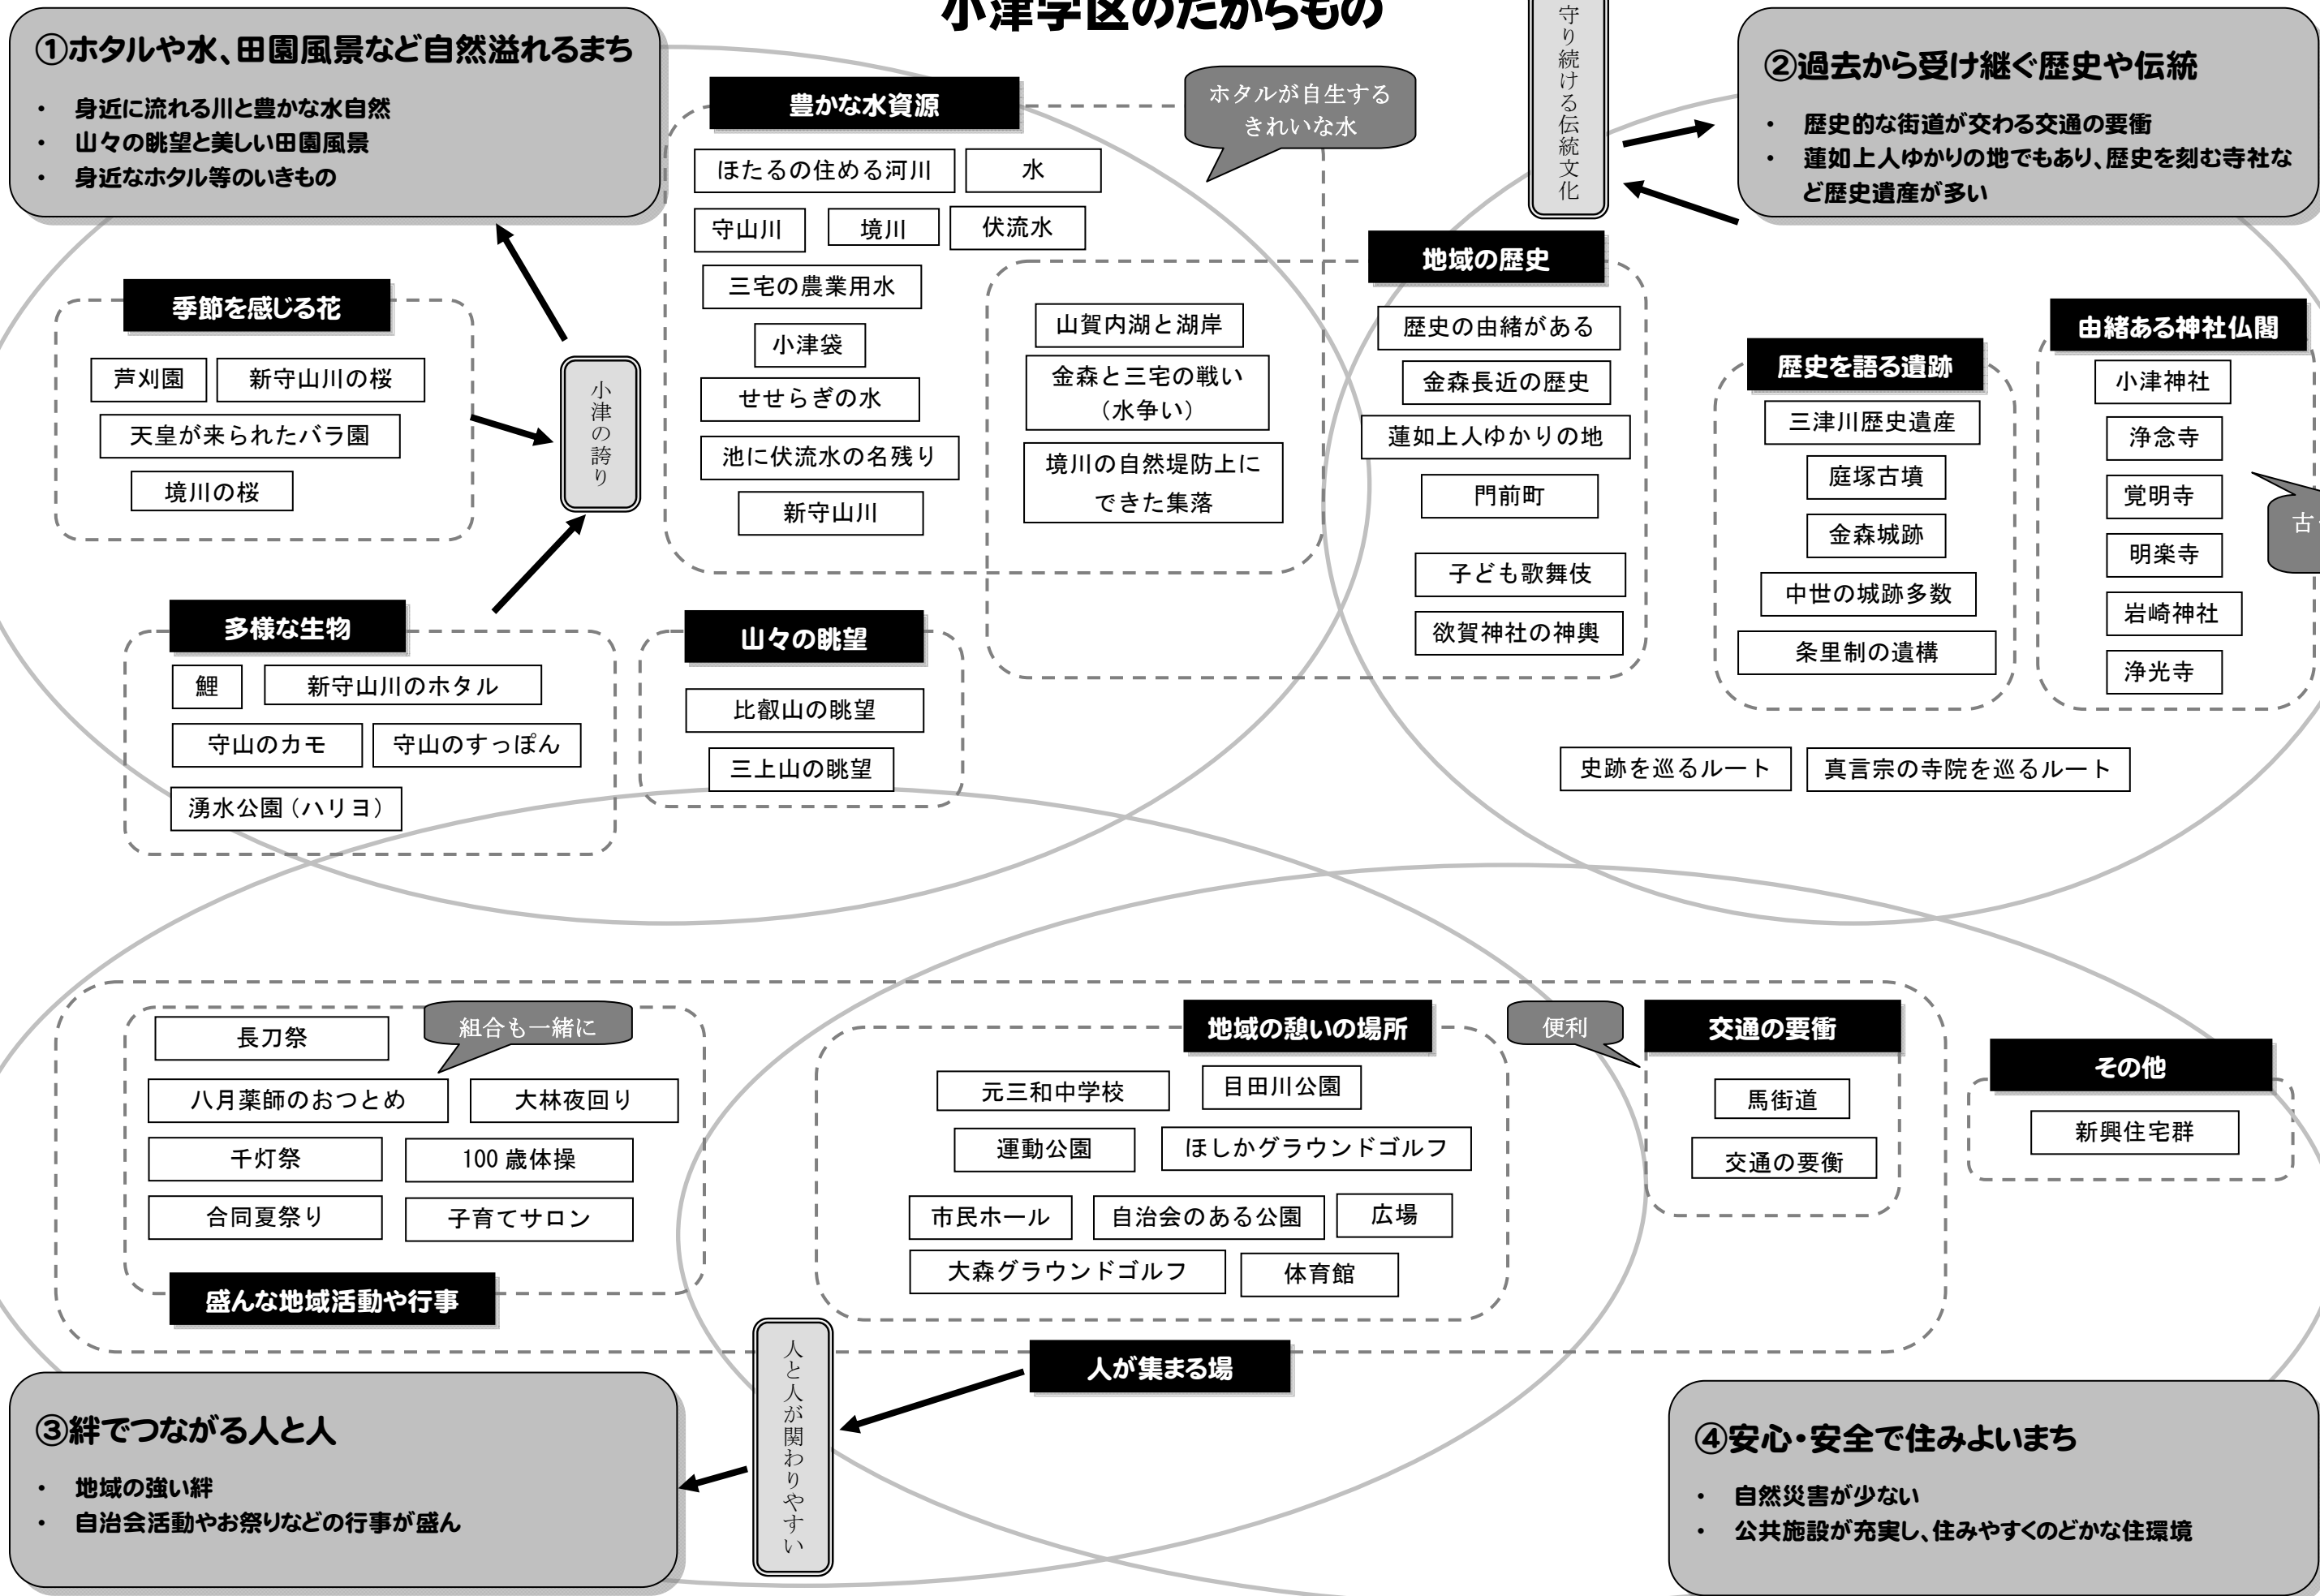 小津学区のたからもの
①ホタルや水、田園風景など自然溢れるまち
・ 身近に流れる川と豊かな水自然
・ 山々の眺望と美しい田園風景
・ 身近なホタル等のいきもの
豊かな水資源
ホタルが自生する
きれいな水
ほたるの住める河川
水
守山川
境川
伏流水
三宅の農業用水
小津袋
せせらぎの水
池に伏流水の名残り
新守山川
山賀内湖と湖岸
金森と三宅の戦い
（水争い）
境川の自然堤防上に
できた集落
季節を感じる花
芦刈園
新守山川の桜
天皇が来られたバラ園
境川の桜
小津の誇り
多様な生物
鯉
新守山川のホタル
守山のカモ
守山のすっぽん
湧水公園（ハリヨ）
山々の眺望
比叡山の眺望
三上山の眺望
守り続ける伝統文化
②過去から受け継ぐ歴史や伝統
・ 歴史的な街道が交わる交通の要衝
・ 蓮如上人ゆかりの地でもあり、歴史を刻む寺社な
ど歴史遺産が多い
地域の歴史
歴史の由緒がある
金森長近の歴史
蓮如上人ゆかりの地
門前町
子ども歌舞伎
欲賀神社の神輿
歴史を語る遺跡
三津川歴史遺産
庭塚古墳
金森城跡
中世の城跡多数
条里制の遺構
由緒ある神社仏閣
小津神社
浄念寺
覚明寺
明楽寺
岩崎神社
浄光寺
古
史跡を巡るルート
真言宗の寺院を巡るルート
長刀祭
組合も一緒に
八月薬師のおつとめ
大林夜回り
千灯祭
100 歳体操
合同夏祭り
子育てサロン
盛んな地域活動や行事
地域の憩いの場所
元三和中学校
目田川公園
運動公園
ほしかグラウンドゴルフ
市民ホール
自治会のある公園
広場
大森グラウンドゴルフ
体育館
便利
交通の要衝
馬街道
交通の要衝
その他
新興住宅群
人が集まる場
人と人が関わりやすい
③絆でつながる人と人
・ 地域の強い絆
・ 自治会活動やお祭りなどの行事が盛ん
④安心・安全で住みよいまち
・ 自然災害が少ない
・ 公共施設が充実し、住みやすくのどかな住環境